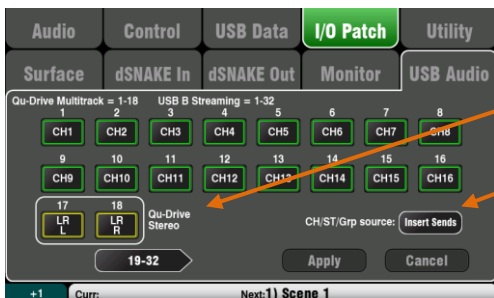 Audio Control USB Data I/O Patch Utility
Surface dSNAKE In dSNAKE Out Monitor USB Audio
Qu-Drive Multitrack = 1-18 USB B Streaming = 1-32
1 2 3 4 5 6 7 8
CH1 CH2 CH3 CH4 CH5 CH6 CH7 CH8
9 10 11 12 13 14 15 16
CH9 CH10 CH11 CH12 CH13 CH14 CH15 CH16
17 18
LR LR Qu-Drive
L R Stereo
CH/ST/Grp source: Insert Sends
19-32 Apply Cancel
+1 Curr: Next:1) Scene 1